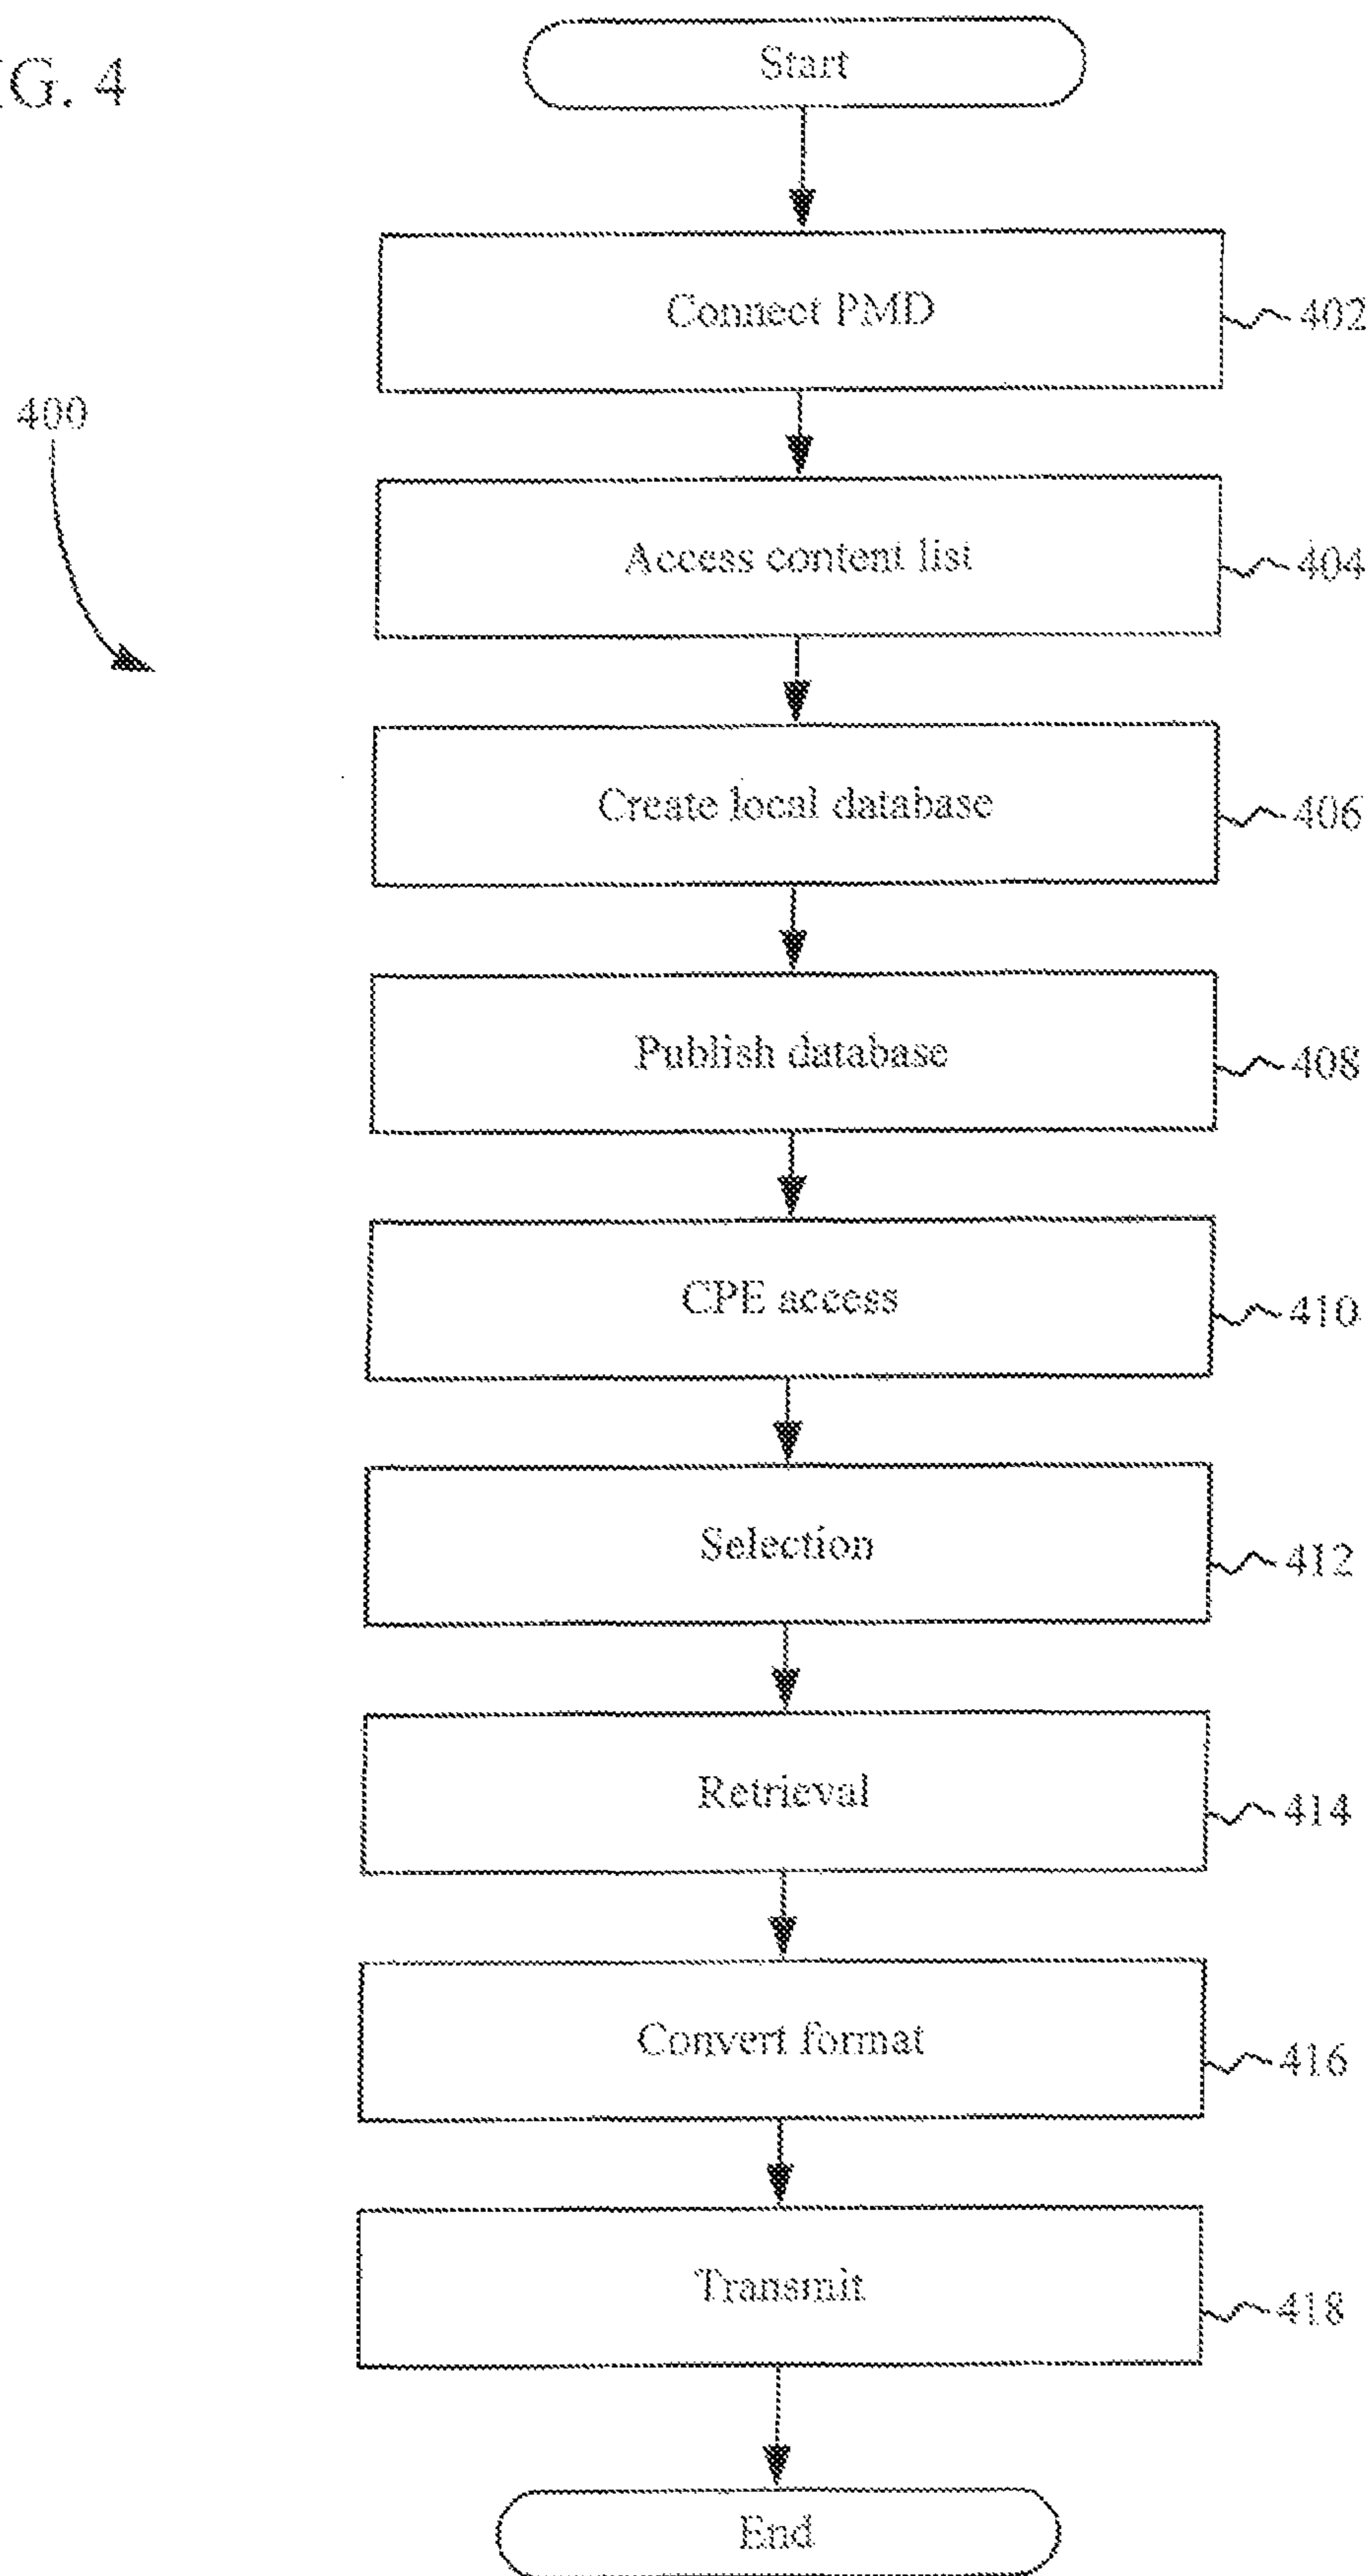 IG. 4
Start
Connect PMD
402
400
Access content list
404
Create local database
406
Publish database
408
CPE access
410
Selection
412
Retrieval
414
Convert format
416
Transmit
418
End